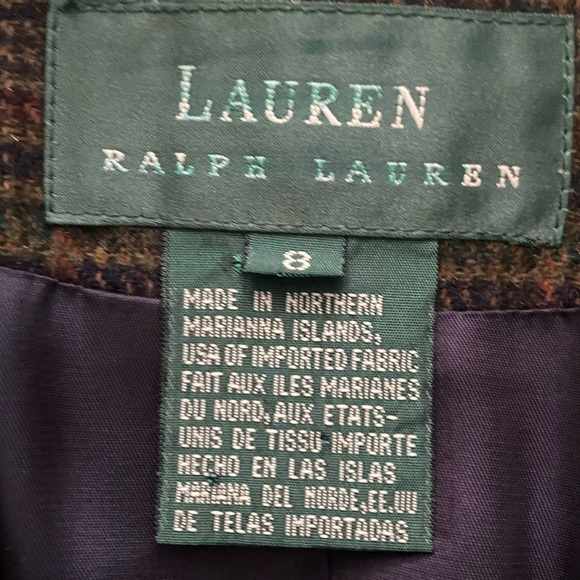 LAUREN
RALPH LAUREN
8
MADE IN NORTHERN
MARIANNA ISLANDS,
USA OF IMPORTED FABRIC
FAIT AUX ILES MARIANES
DU NORD, AUX ETATS-
UNIS DE TISSU IMPORTE
HECHO EN LAS ISLAS
MARIANA DEL NORDE, EE.UU
DE TELAS IMPORTADAS